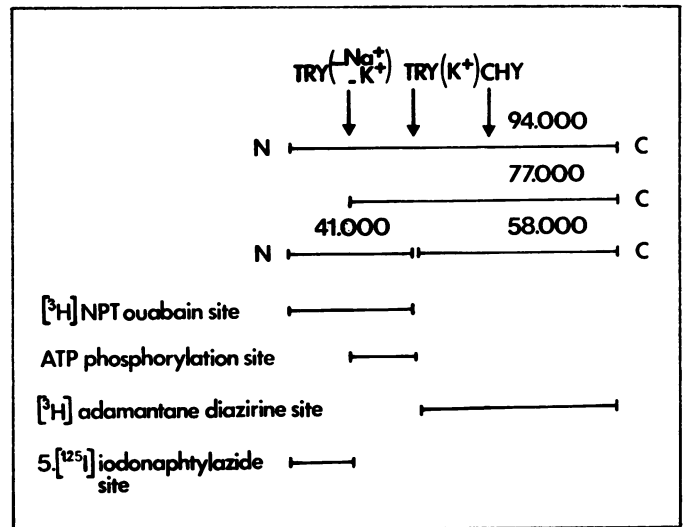 TRY(-Na⁺ -K⁺) TRY(K⁺)CHY
94.000
N C
77.000
C
41.000 58.000
N C
[³H] NPT ouabain site
ATP phosphorylation site
[³H] adamantane diazirine site
5.[¹²⁵I] iodonaphtylazide
site